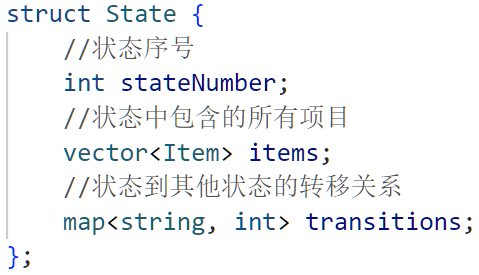 struct State {
    //状态序号
    int stateNumber;
    //状态中包含的所有项目
    vector<Item> items;
    //状态到其他状态的转移关系
    map<string, int> transitions;
};